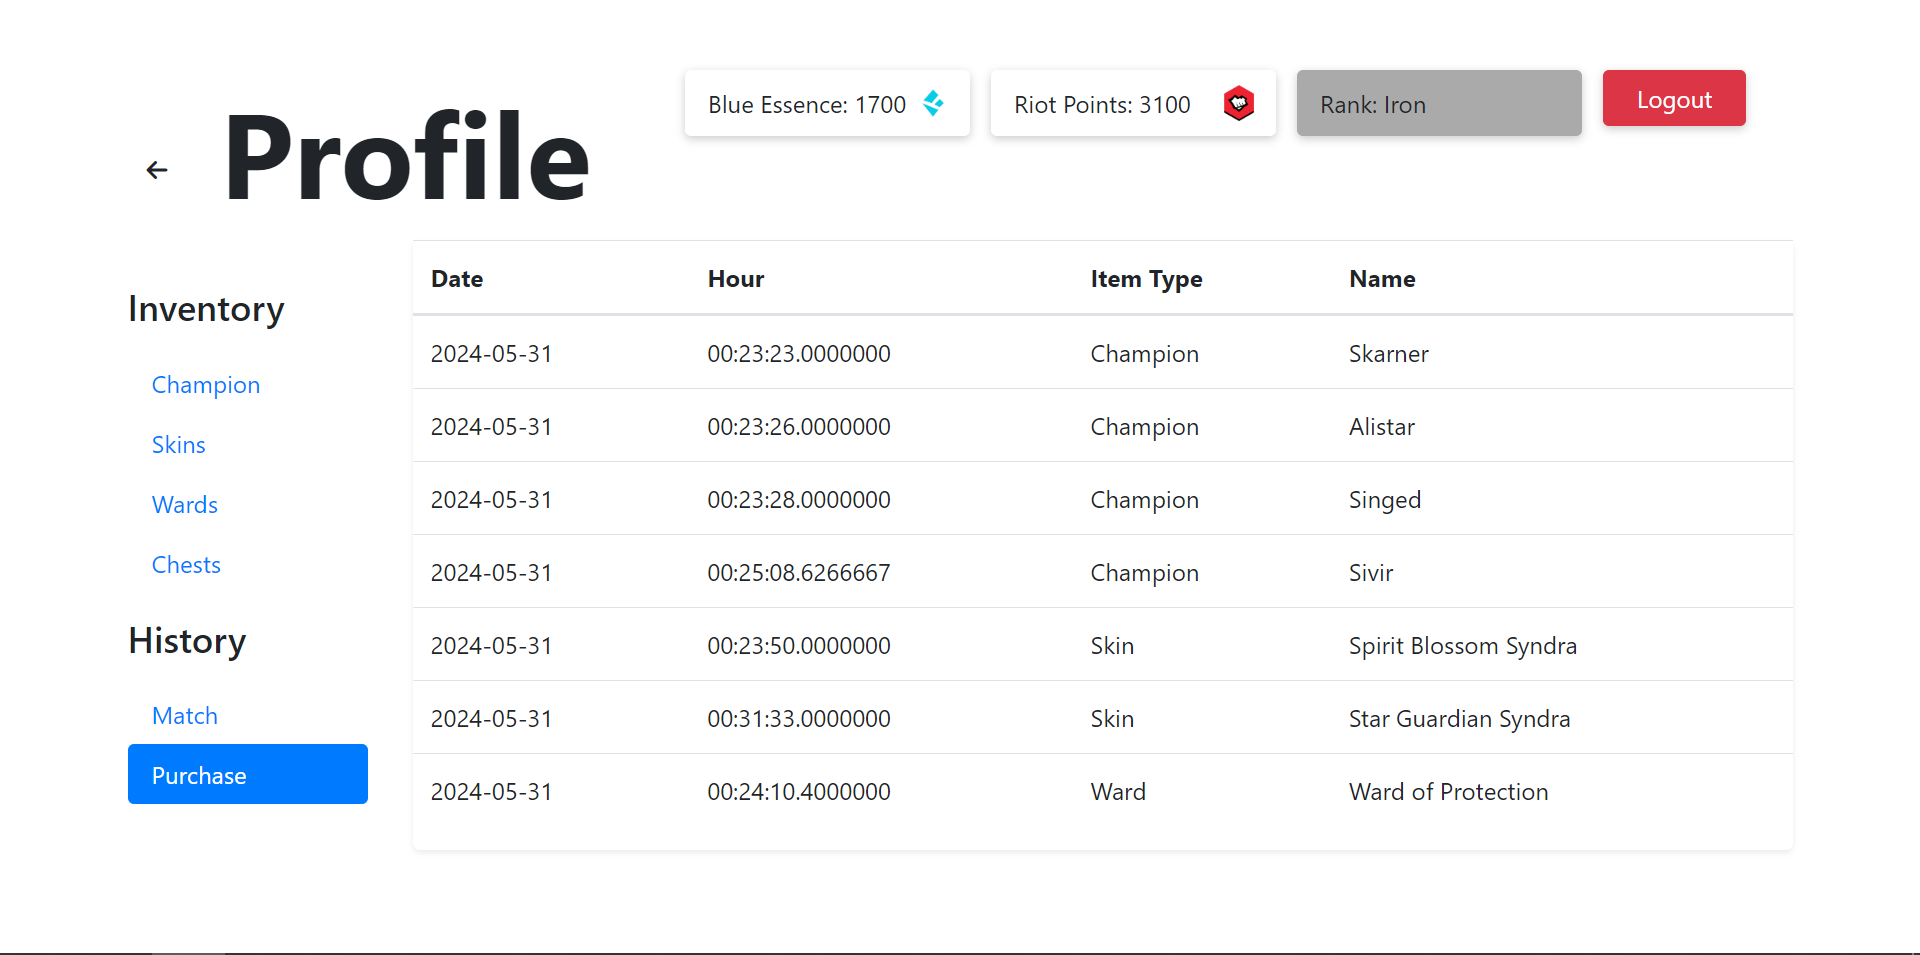 Profile
Blue Essence: 1700
Riot Points: 3100
Rank: Iron
Logout
Inventory
Champion
Skins
Wards
Chests
History
Match
Purchase
Date Hour Item Type Name
2024-05-31 00:23:23.0000000 Champion Skarner
2024-05-31 00:23:26.0000000 Champion Alistar
2024-05-31 00:23:28.0000000 Champion Singed
2024-05-31 00:25:08.6266667 Champion Sivir
2024-05-31 00:23:50.0000000 Skin Spirit Blossom Syndra
2024-05-31 00:31:33.0000000 Skin Star Guardian Syndra
2024-05-31 00:24:10.4000000 Ward Ward of Protection